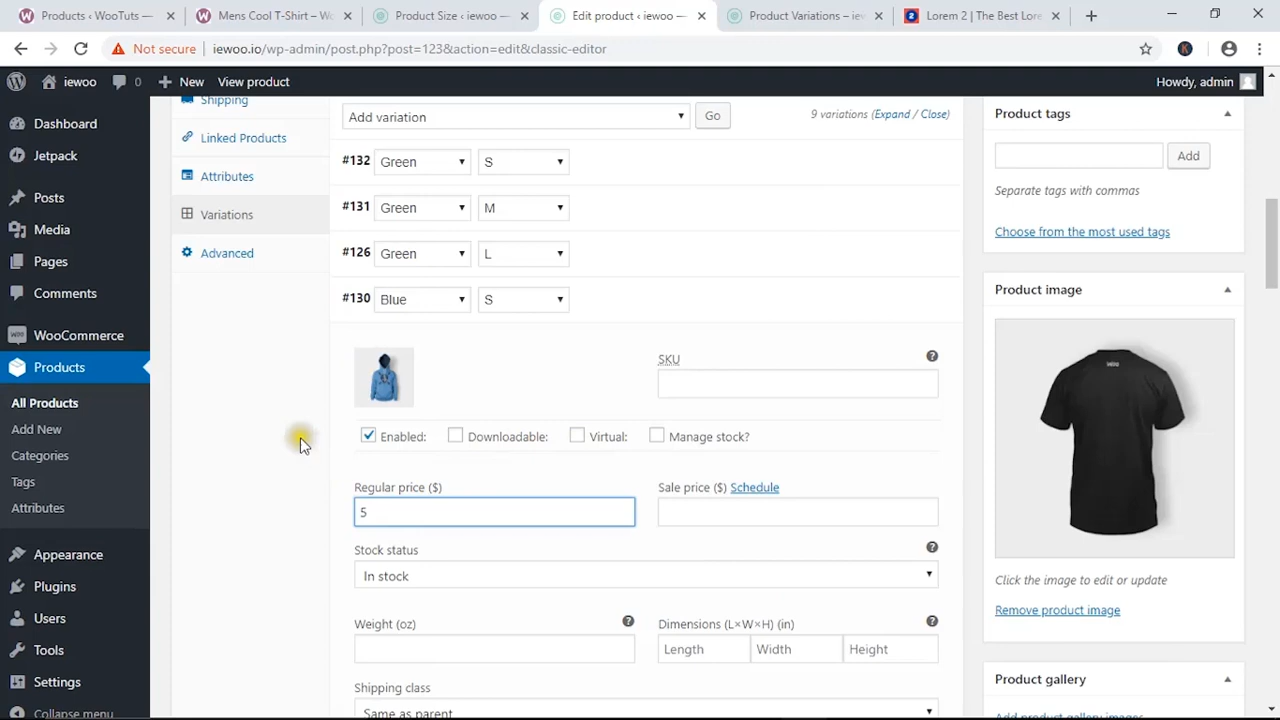 Products ‹ WooTuts —
Mens Cool T-Shirt – Wo
Product Size ‹ iewoo —
Edit product ‹ iewoo —
Product Variations – iew
Lorem 2 | The Best Lore
Not secure
iewoo.io/wp-admin/post.php?post=123&action=edit&classic-editor
iewoo
0
New
View product
Howdy, admin
Dashboard
Jetpack
Posts
Media
Pages
Comments
WooCommerce
Products
All Products
Add New
Categories
Tags
Attributes
Appearance
Plugins
Users
Tools
Settings
Collapse menu
Shipping
Linked Products
Attributes
Variations
Advanced
Add variation
Go
9 variations (Expand / Close)
#132 Green S
#131 Green M
#126 Green L
#130 Blue S
SKU
Enabled: Downloadable: Virtual: Manage stock?
Regular price ($)
5
Sale price ($) Schedule
Stock status
In stock
Weight (oz)
Dimensions (L×W×H) (in)
Length Width Height
Shipping class
Same as parent
Product tags
Add
Separate tags with commas
Choose from the most used tags
Product image
Click the image to edit or update
Remove product image
Product gallery
Add product gallery images